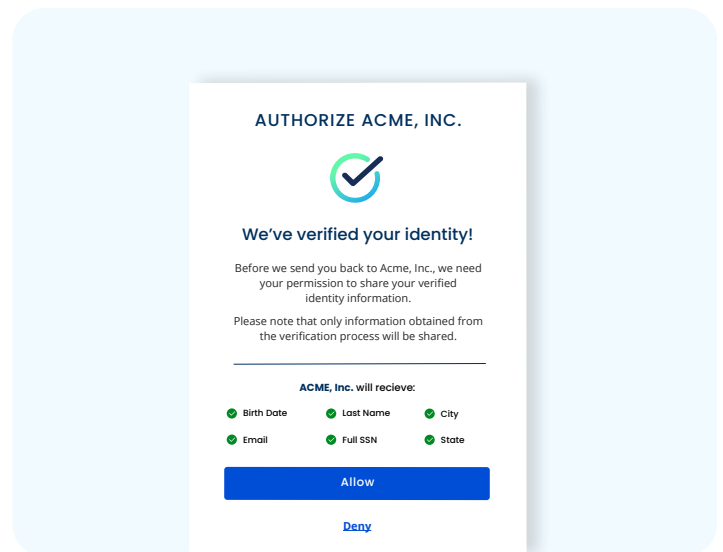 AUTHORIZE ACME, INC.
We've verified your identity!
Before we send you back to Acme, Inc., we need
your permission to share your verified
identity information.
Please note that only information obtained from
the verification process will be shared.
ACME, Inc. will recieve:
Birth Date Last Name City
Email Full SSN State
Allow
Deny